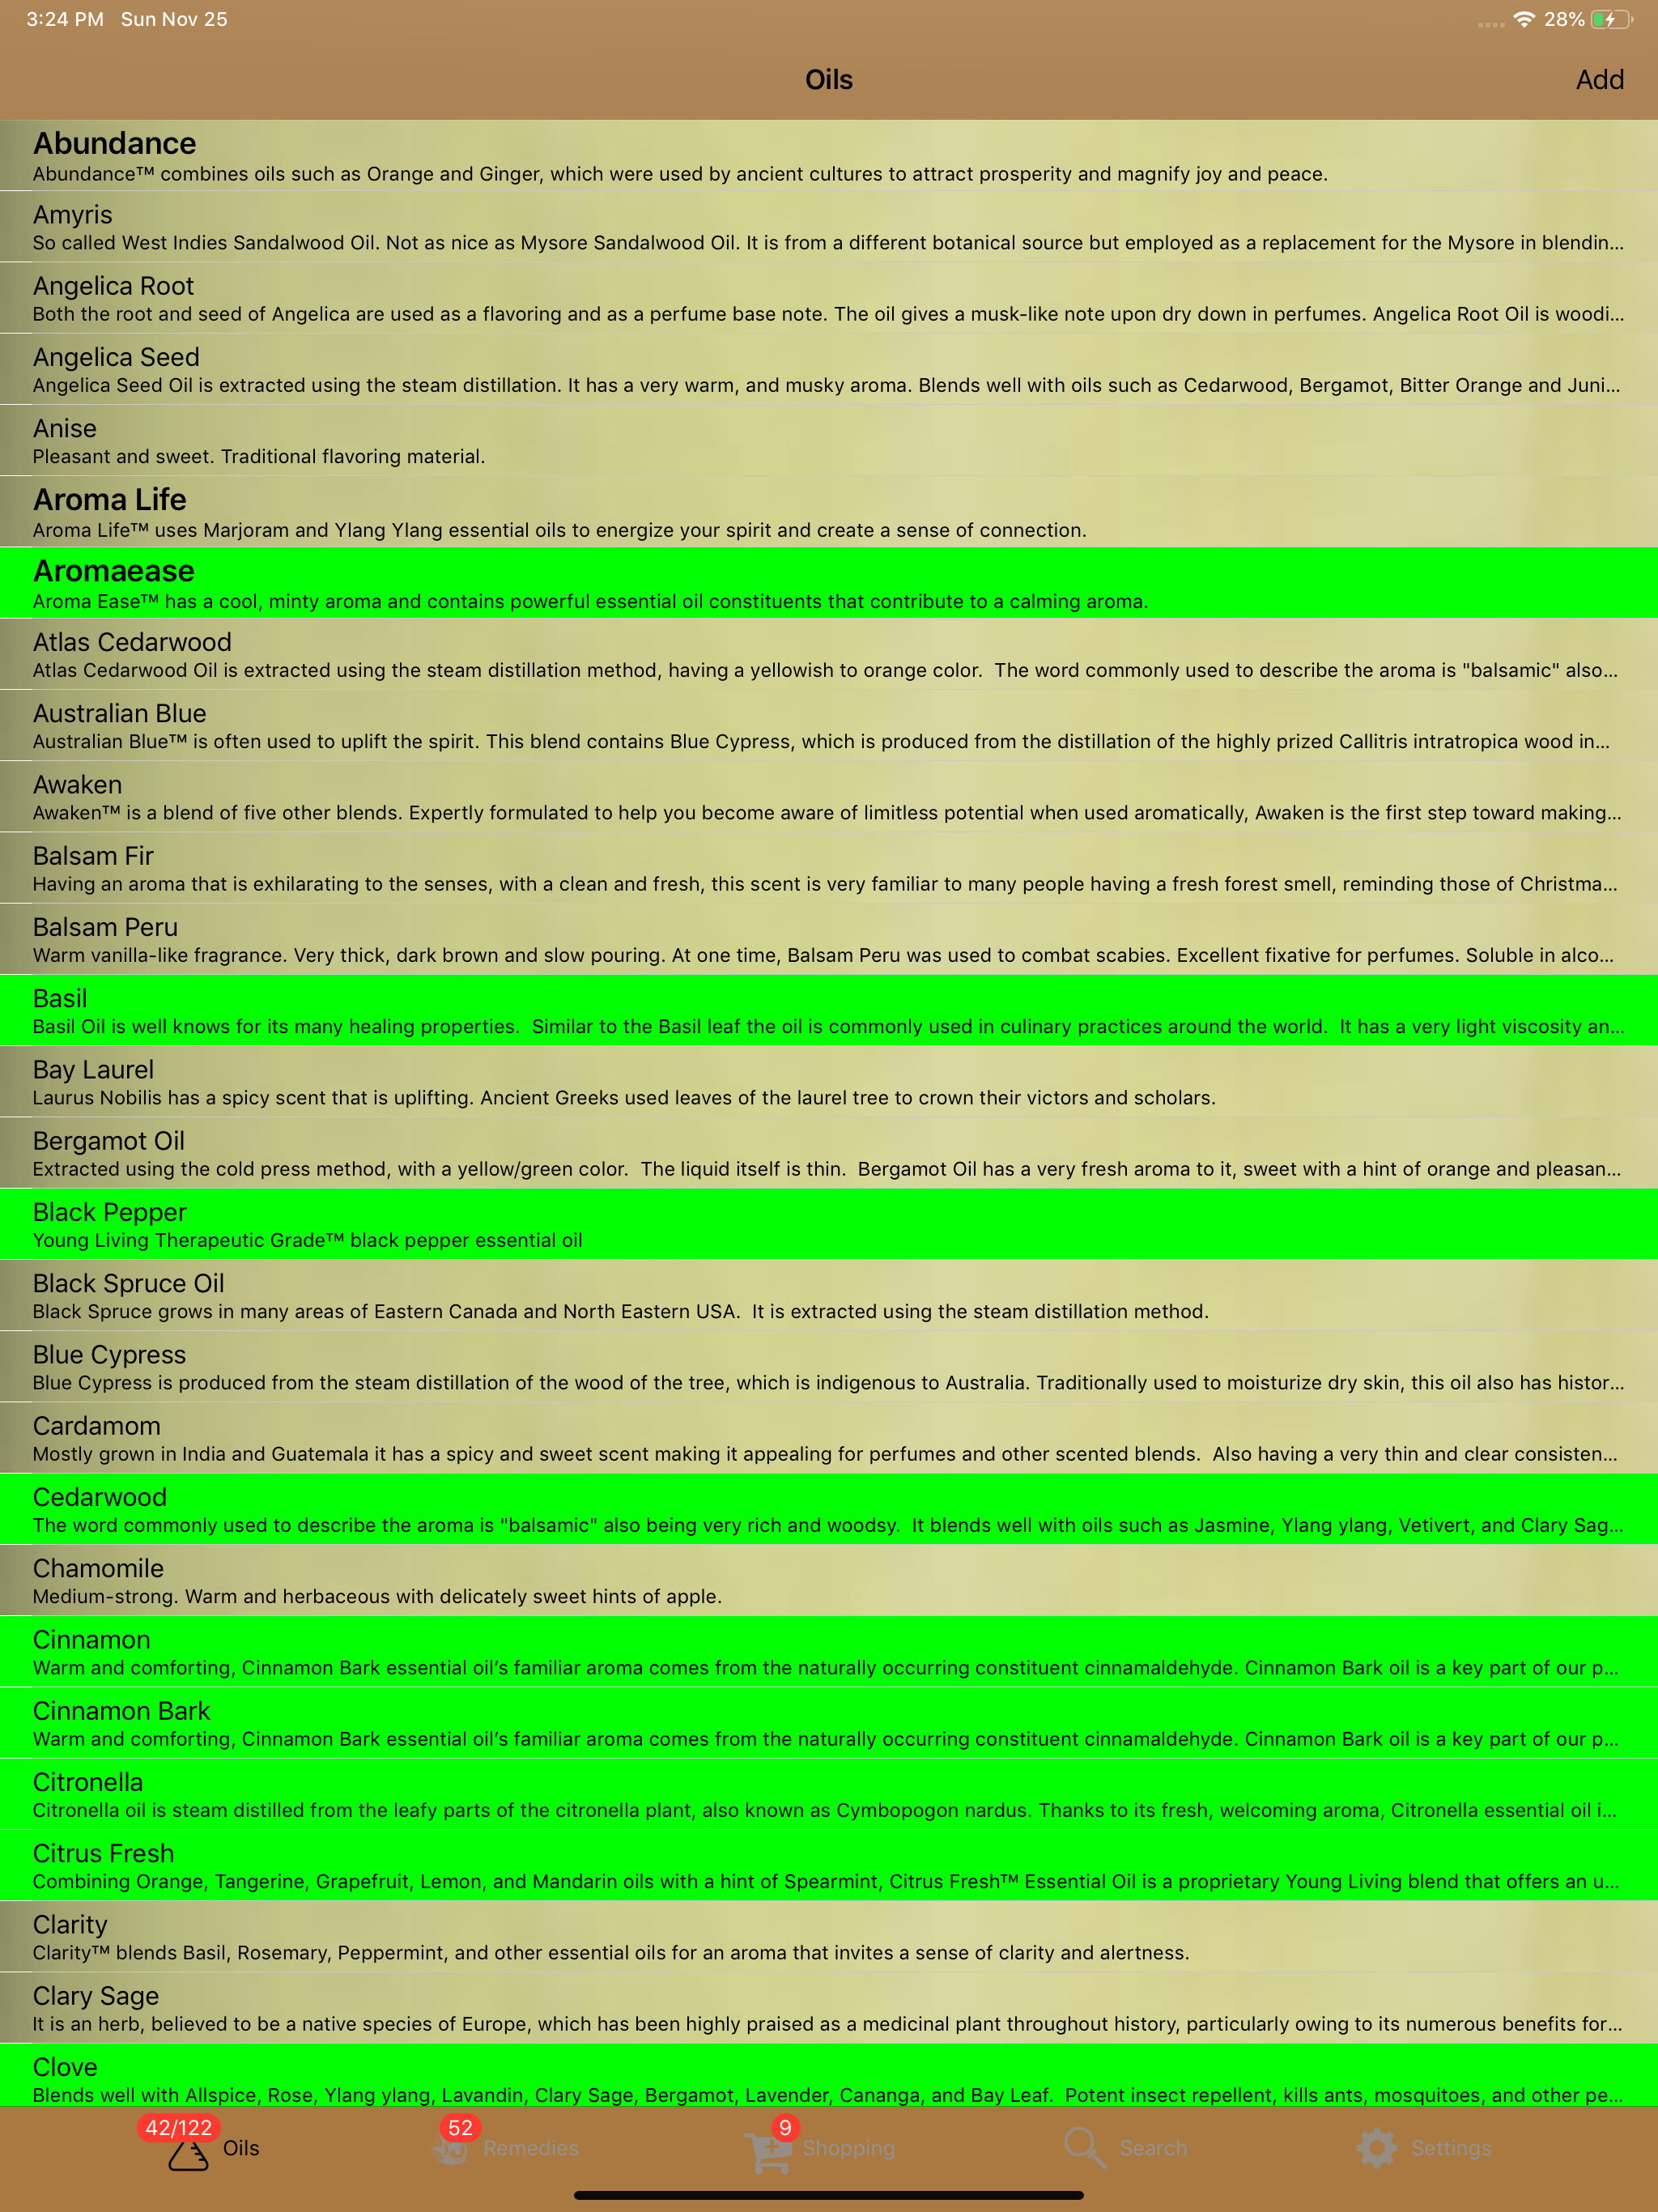 3:24 PM Sun Nov 25
28%
Oils
Add
Abundance
Abundance™ combines oils such as Orange and Ginger, which were used by ancient cultures to attract prosperity and magnify joy and peace.
Amyris
So called West Indies Sandalwood Oil. Not as nice as Mysore Sandalwood Oil. It is from a different botanical source but employed as a replacement for the Mysore in blendin...
Angelica Root
Both the root and seed of Angelica are used as a flavoring and as a perfume base note. The oil gives a musk-like note upon dry down in perfumes. Angelica Root Oil is woodi...
Angelica Seed
Angelica Seed Oil is extracted using the steam distillation. It has a very warm, and musky aroma. Blends well with oils such as Cedarwood, Bergamot, Bitter Orange and Juni...
Anise
Pleasant and sweet. Traditional flavoring material.
Aroma Life
Aroma Life™ uses Marjoram and Ylang Ylang essential oils to energize your spirit and create a sense of connection.
Aromaease
Aroma Ease™ has a cool, minty aroma and contains powerful essential oil constituents that contribute to a calming aroma.
Atlas Cedarwood
Atlas Cedarwood Oil is extracted using the steam distillation method, having a yellowish to orange color.  The word commonly used to describe the aroma is "balsamic" also...
Australian Blue
Australian Blue™ is often used to uplift the spirit. This blend contains Blue Cypress, which is produced from the distillation of the highly prized Callitris intratropica wood in...
Awaken
Awaken™ is a blend of five other blends. Expertly formulated to help you become aware of limitless potential when used aromatically, Awaken is the first step toward making...
Balsam Fir
Having an aroma that is exhilarating to the senses, with a clean and fresh, this scent is very familiar to many people having a fresh forest smell, reminding those of Christma...
Balsam Peru
Warm vanilla-like fragrance. Very thick, dark brown and slow pouring. At one time, Balsam Peru was used to combat scabies. Excellent fixative for perfumes. Soluble in alco...
Basil
Basil Oil is well knows for its many healing properties.  Similar to the Basil leaf the oil is commonly used in culinary practices around the world.  It has a very light viscosity an...
Bay Laurel
Laurus Nobilis has a spicy scent that is uplifting. Ancient Greeks used leaves of the laurel tree to crown their victors and scholars.
Bergamot Oil
Extracted using the cold press method, with a yellow/green color.  The liquid itself is thin.  Bergamot Oil has a very fresh aroma to it, sweet with a hint of orange and pleasan...
Black Pepper
Young Living Therapeutic Grade™ black pepper essential oil
Black Spruce Oil
Black Spruce grows in many areas of Eastern Canada and North Eastern USA.  It is extracted using the steam distillation method.
Blue Cypress
Blue Cypress is produced from the steam distillation of the wood of the tree, which is indigenous to Australia. Traditionally used to moisturize dry skin, this oil also has histor...
Cardamom
Mostly grown in India and Guatemala it has a spicy and sweet scent making it appealing for perfumes and other scented blends.  Also having a very thin and clear consisten...
Cedarwood
The word commonly used to describe the aroma is "balsamic" also being very rich and woodsy.  It blends well with oils such as Jasmine, Ylang ylang, Vetivert, and Clary Sag...
Chamomile
Medium-strong. Warm and herbaceous with delicately sweet hints of apple.
Cinnamon
Warm and comforting, Cinnamon Bark essential oil’s familiar aroma comes from the naturally occurring constituent cinnamaldehyde. Cinnamon Bark oil is a key part of our p...
Cinnamon Bark
Warm and comforting, Cinnamon Bark essential oil’s familiar aroma comes from the naturally occurring constituent cinnamaldehyde. Cinnamon Bark oil is a key part of our p...
Citronella
Citronella oil is steam distilled from the leafy parts of the citronella plant, also known as Cymbopogon nardus. Thanks to its fresh, welcoming aroma, Citronella essential oil i...
Citrus Fresh
Combining Orange, Tangerine, Grapefruit, Lemon, and Mandarin oils with a hint of Spearmint, Citrus Fresh™ Essential Oil is a proprietary Young Living blend that offers an u...
Clarity
Clarity™ blends Basil, Rosemary, Peppermint, and other essential oils for an aroma that invites a sense of clarity and alertness.
Clary Sage
It is an herb, believed to be a native species of Europe, which has been highly praised as a medicinal plant throughout history, particularly owing to its numerous benefits for...
Clove
Blends well with Allspice, Rose, Ylang ylang, Lavandin, Clary Sage, Bergamot, Lavender, Cananga, and Bay Leaf.  Potent insect repellent, kills ants, mosquitoes, and other pe...
42/122
52
9
Oils
Remedies
Shopping
Search
Settings